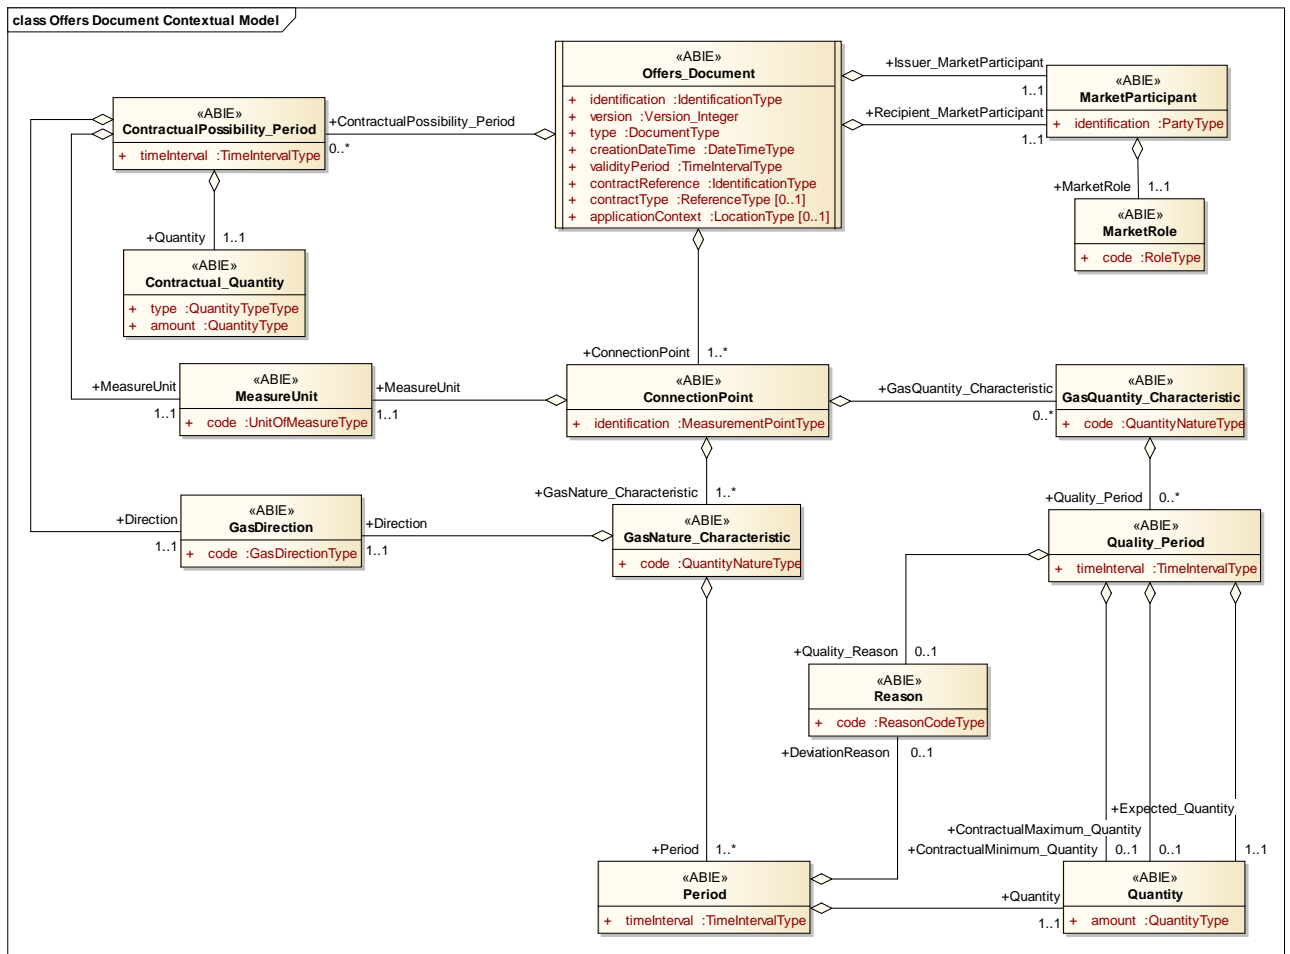 class Offers Document Contextual Model
«ABIE»
Offers_Document
+ identification :IdentificationType
+ version :Version_Integer
+ type :DocumentType
+ creationDateTime :DateTimeType
+ validityPeriod :TimeIntervalType
+ contractReference :IdentificationType
+ contractType :ReferenceType [0..1]
+ applicationContext :LocationType [0..1]
+Issuer_MarketParticipant
1..1
+Recipient_MarketParticipant
1..1
«ABIE»
MarketParticipant
+ identification :PartyType
+MarketRole 1..1
«ABIE»
MarketRole
+ code :RoleType
«ABIE»
ContractualPossibility_Period
+ timeInterval :TimeIntervalType
+ContractualPossibility_Period
0..*
+Quantity 1..1
«ABIE»
Contractual_Quantity
+ type :QuantityTypeType
+ amount :QuantityType
+ConnectionPoint 1..*
+MeasureUnit
1..1
«ABIE»
MeasureUnit
+ code :UnitOfMeasureType
+MeasureUnit
1..1
«ABIE»
ConnectionPoint
+ identification :MeasurementPointType
+GasQuantity_Characteristic
0..*
«ABIE»
GasQuantity_Characteristic
+ code :QuantityNatureType
+GasNature_Characteristic 1..*
+Quality_Period 0..*
+Direction
1..1
«ABIE»
GasDirection
+ code :GasDirectionType
+Direction
1..1
«ABIE»
GasNature_Characteristic
+ code :QuantityNatureType
«ABIE»
Quality_Period
+ timeInterval :TimeIntervalType
+Quality_Reason 0..1
«ABIE»
Reason
+ code :ReasonCodeType
+DeviationReason 0..1
+Expected_Quantity
+ContractualMaximum_Quantity
+ContractualMinimum_Quantity 0..1 0..1 1..1
+Period 1..*
«ABIE»
Period
+ timeInterval :TimeIntervalType
+Quantity
1..1
«ABIE»
Quantity
+ amount :QuantityType